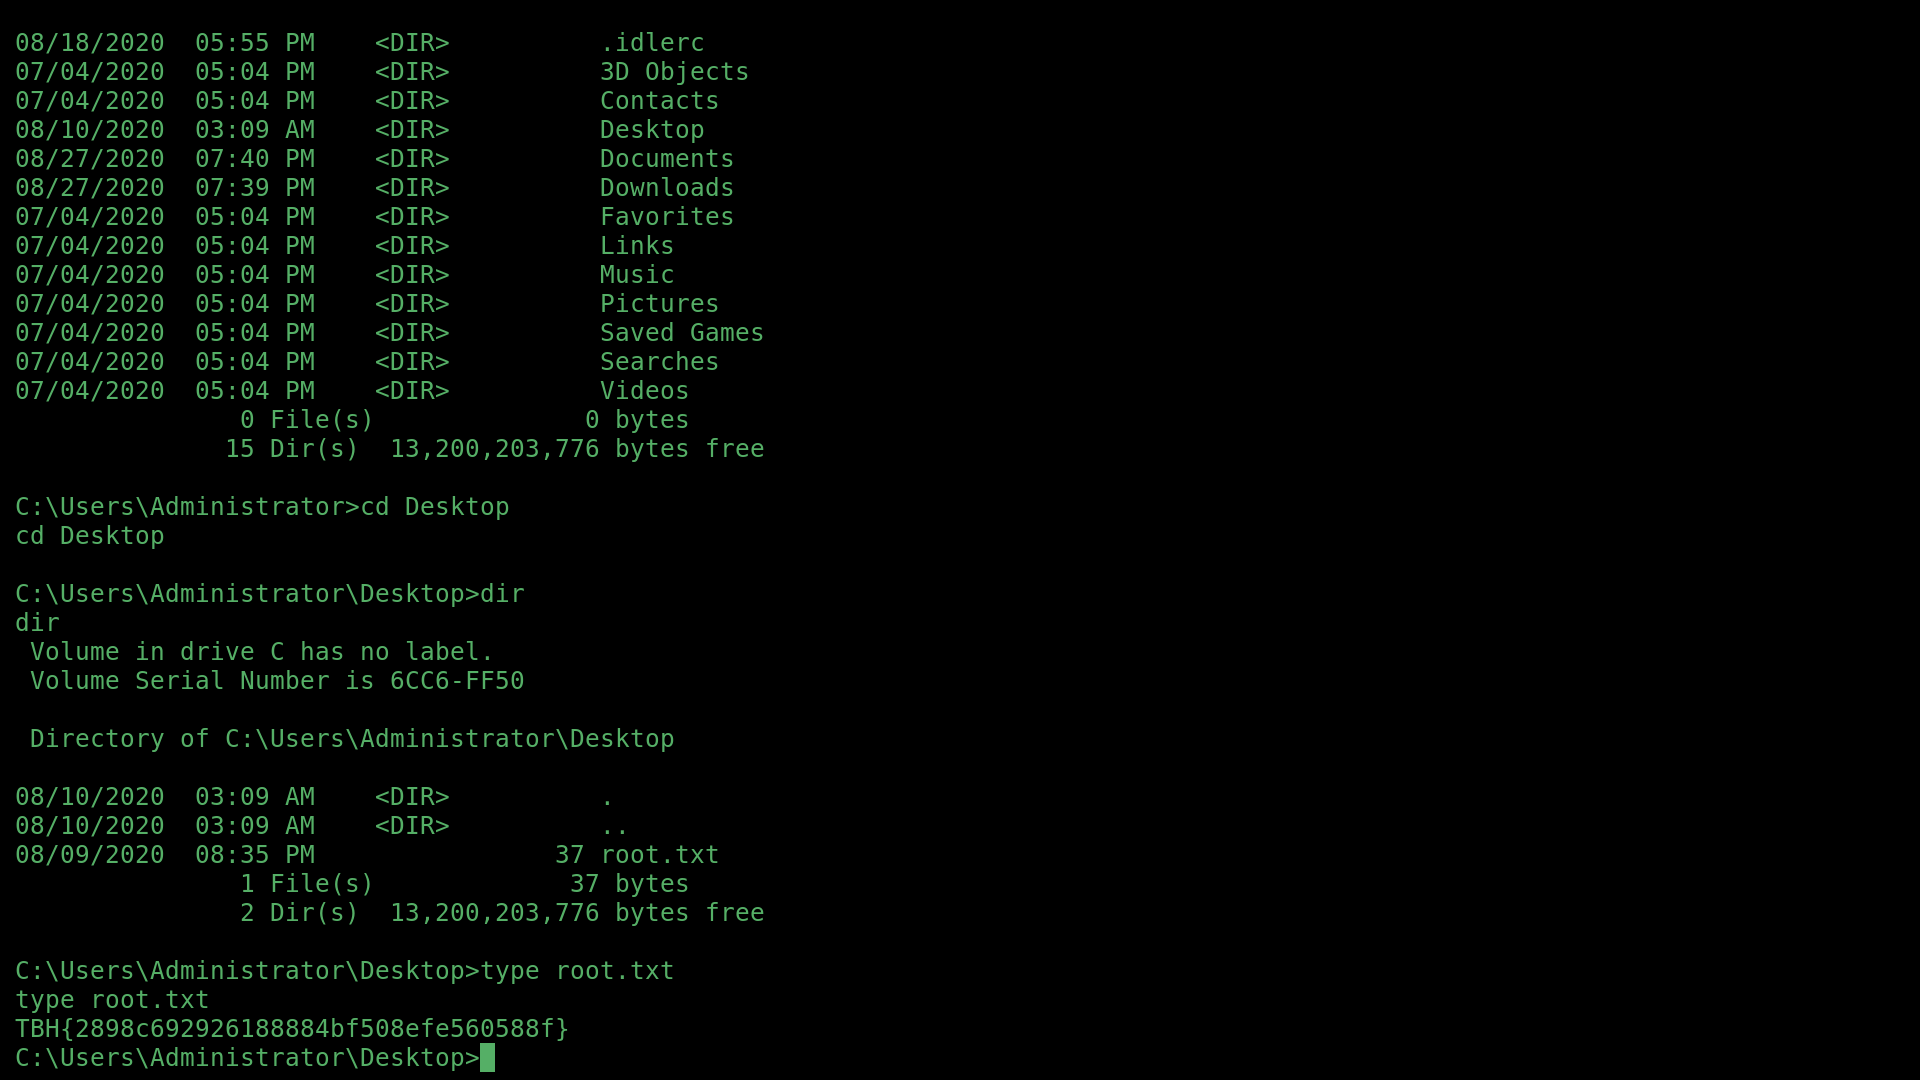 08/18/2020  05:55 PM    <DIR>          .idlerc
07/04/2020  05:04 PM    <DIR>          3D Objects
07/04/2020  05:04 PM    <DIR>          Contacts
08/10/2020  03:09 AM    <DIR>          Desktop
08/27/2020  07:40 PM    <DIR>          Documents
08/27/2020  07:39 PM    <DIR>          Downloads
07/04/2020  05:04 PM    <DIR>          Favorites
07/04/2020  05:04 PM    <DIR>          Links
07/04/2020  05:04 PM    <DIR>          Music
07/04/2020  05:04 PM    <DIR>          Pictures
07/04/2020  05:04 PM    <DIR>          Saved Games
07/04/2020  05:04 PM    <DIR>          Searches
07/04/2020  05:04 PM    <DIR>          Videos
               0 File(s)              0 bytes
              15 Dir(s)  13,200,203,776 bytes free

C:\Users\Administrator>cd Desktop
cd Desktop

C:\Users\Administrator\Desktop>dir
dir
 Volume in drive C has no label.
 Volume Serial Number is 6CC6-FF50

 Directory of C:\Users\Administrator\Desktop

08/10/2020  03:09 AM    <DIR>          .
08/10/2020  03:09 AM    <DIR>          ..
08/09/2020  08:35 PM                37 root.txt
               1 File(s)             37 bytes
               2 Dir(s)  13,200,203,776 bytes free

C:\Users\Administrator\Desktop>type root.txt
type root.txt
TBH{2898c692926188884bf508efe560588f}
C:\Users\Administrator\Desktop>